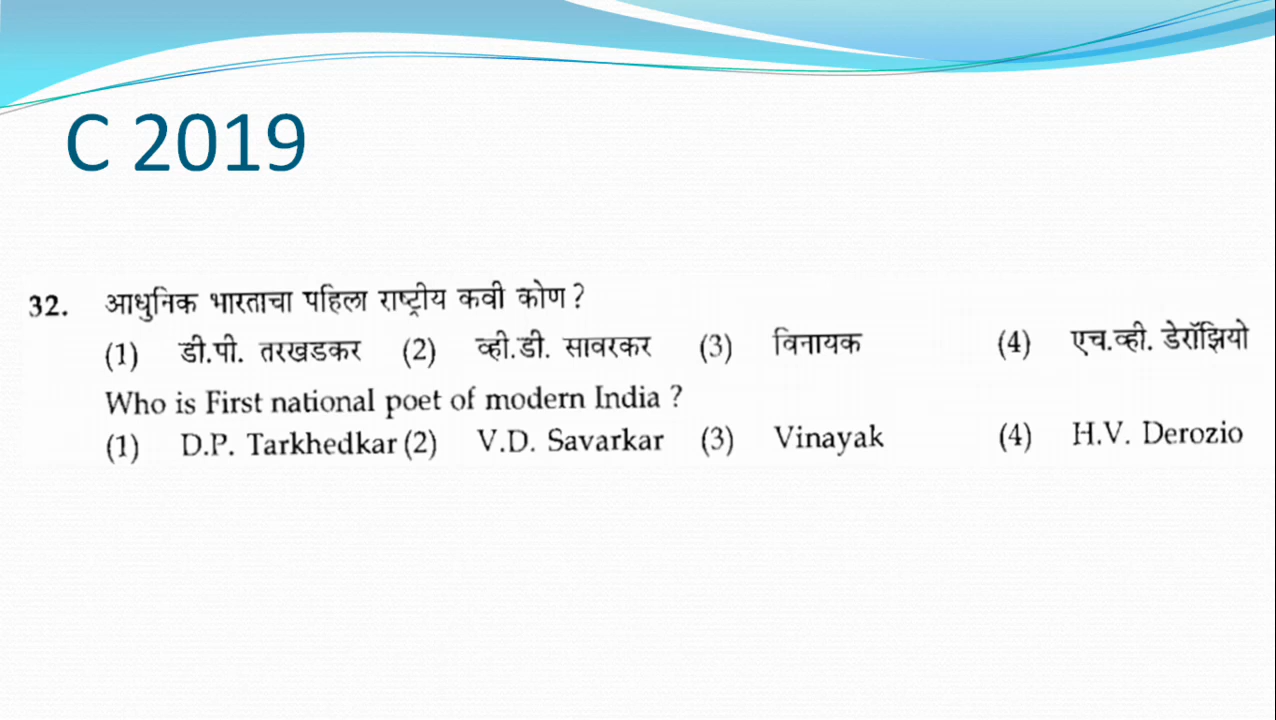 C 2019
32. आधुनिक भारताचा पहिला राष्ट्रीय कवी कोण ?
(1) डी.पी. तरखडकर (2) व्ही.डी. सावरकर (3) विनायक (4) एच.व्ही. डेरॉझियो
Who is First national poet of modern India ?
(1) D.P. Tarkhedkar (2) V.D. Savarkar (3) Vinayak (4) H.V. Derozio